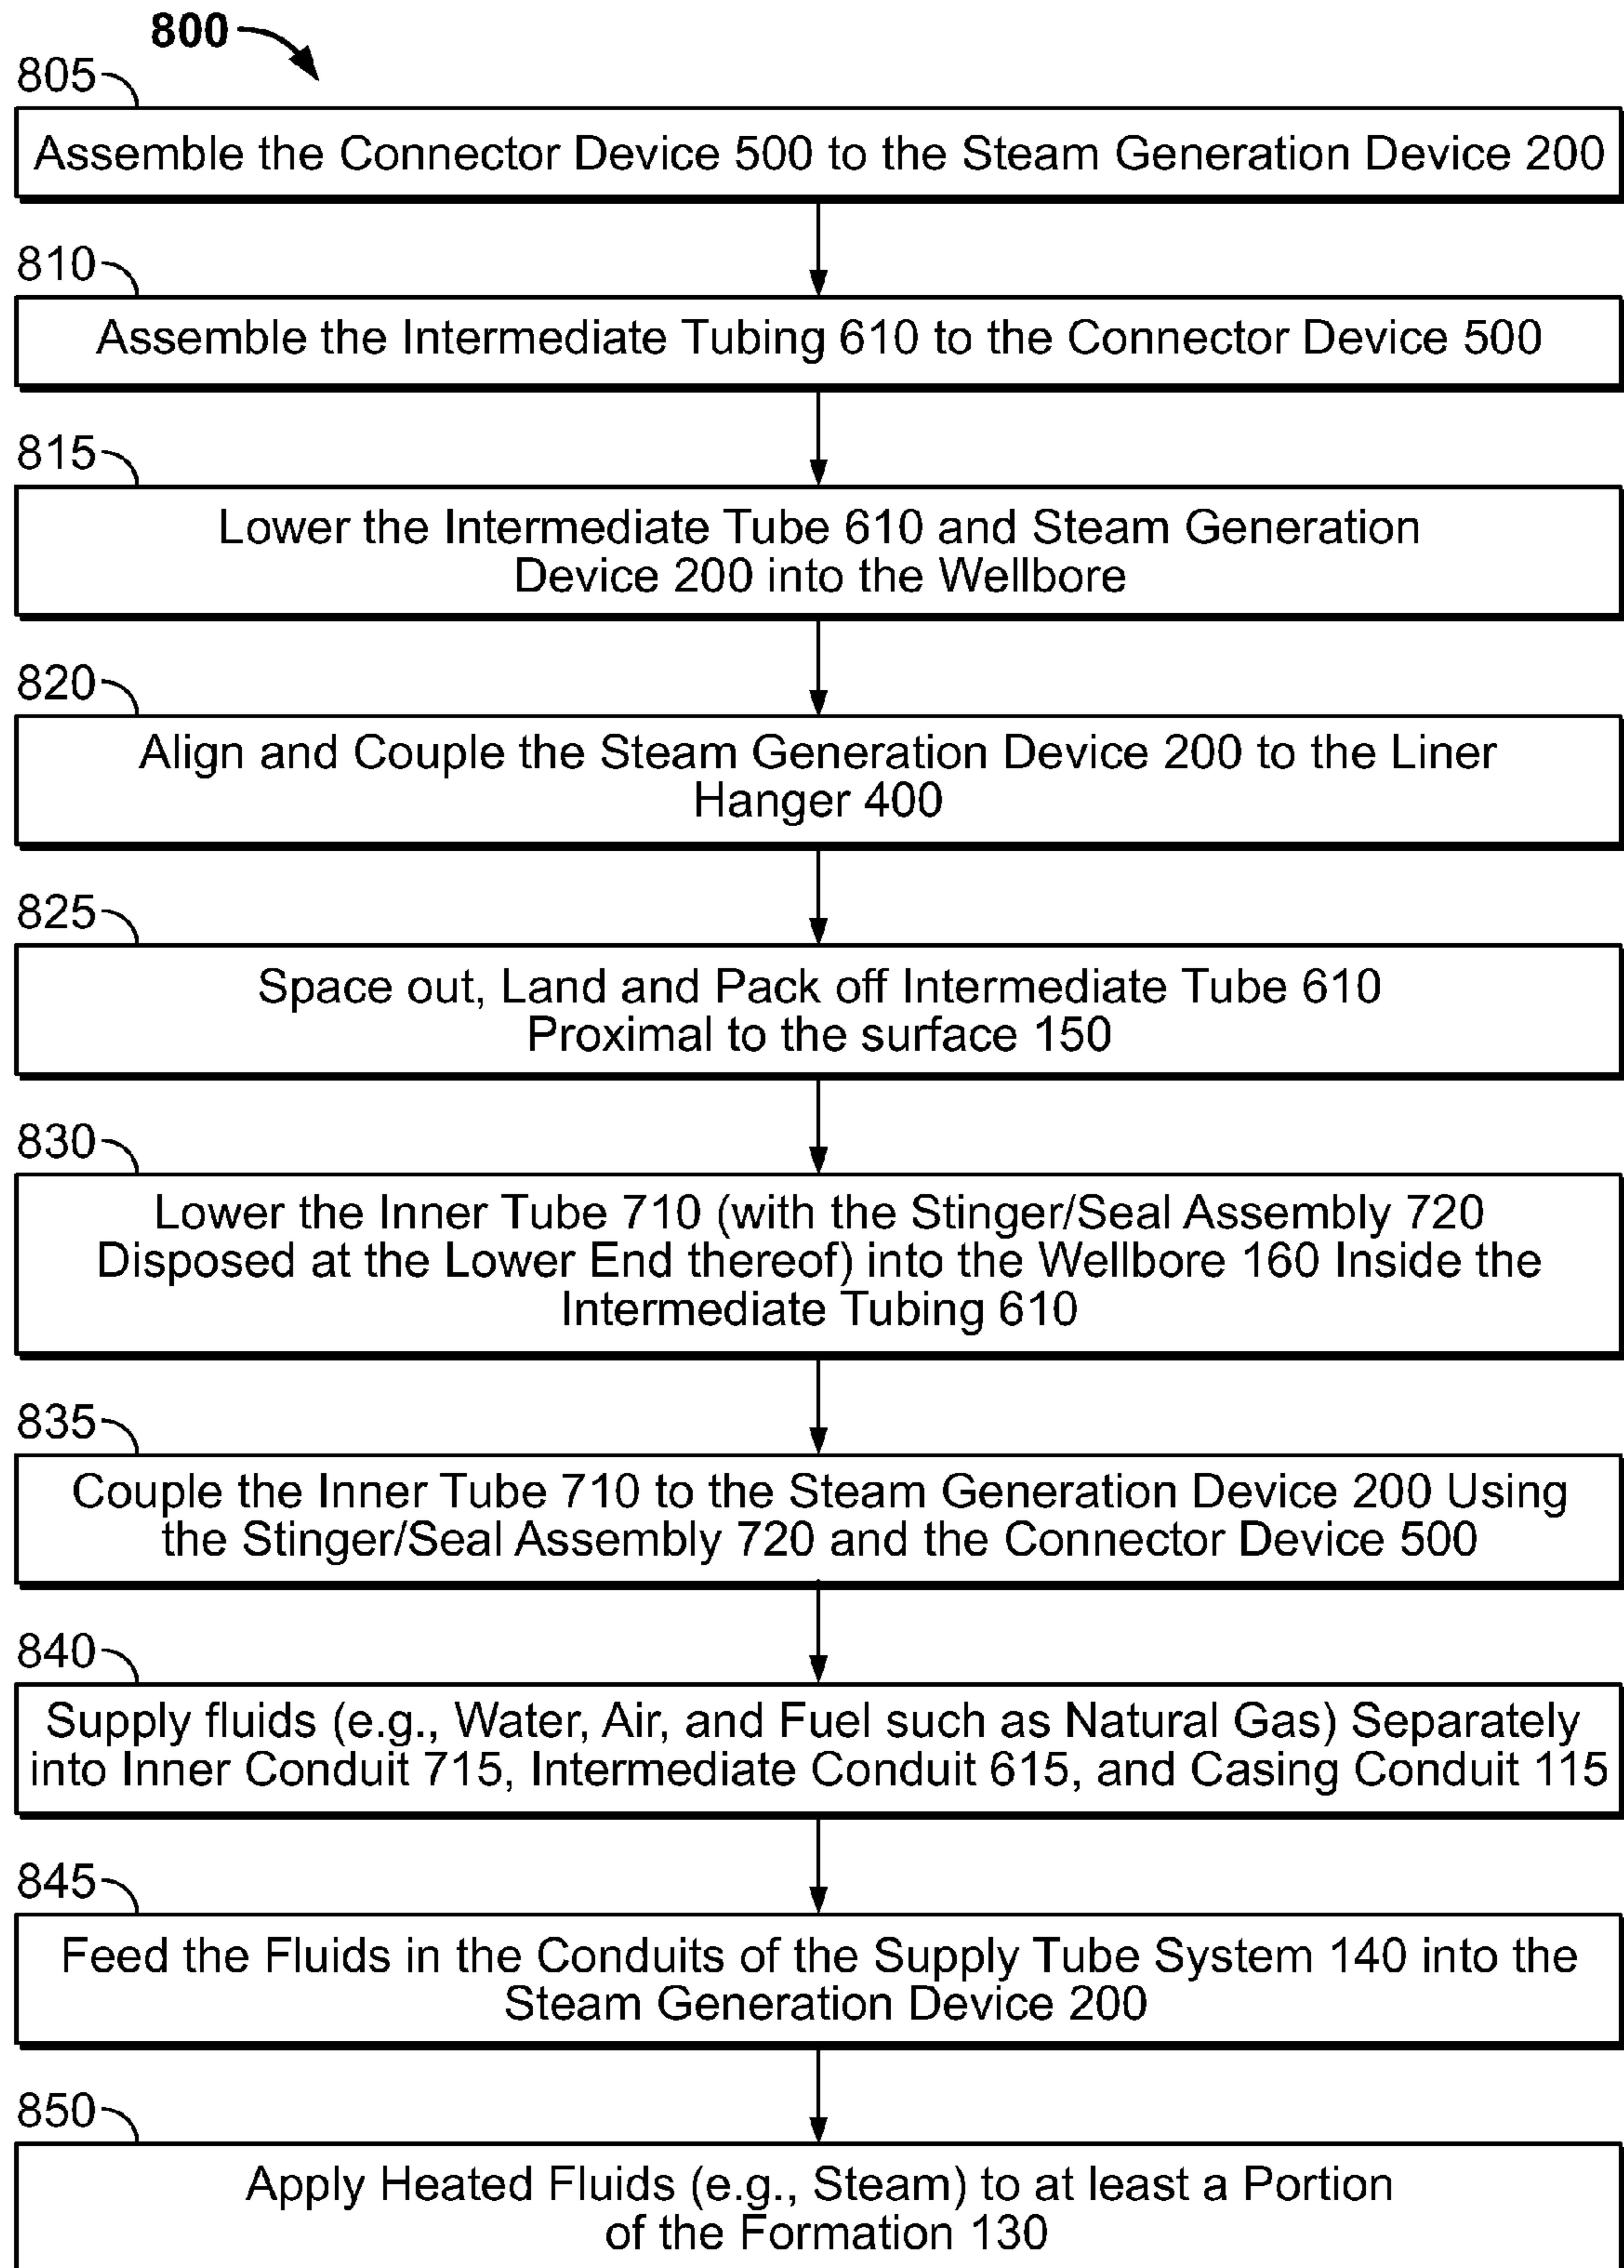 800
805
Assemble the Connector Device 500 to the Steam Generation Device 200
810
Assemble the Intermediate Tubing 610 to the Connector Device 500
815
Lower the Intermediate Tube 610 and Steam Generation
Device 200 into the Wellbore
820
Align and Couple the Steam Generation Device 200 to the Liner
Hanger 400
825
Space out, Land and Pack off Intermediate Tube 610
Proximal to the surface 150
830
Lower the Inner Tube 710 (with the Stinger/Seal Assembly 720
Disposed at the Lower End thereof) into the Wellbore 160 Inside the
Intermediate Tubing 610
835
Couple the Inner Tube 710 to the Steam Generation Device 200 Using
the Stinger/Seal Assembly 720 and the Connector Device 500
840
Supply fluids (e.g., Water, Air, and Fuel such as Natural Gas) Separately
into Inner Conduit 715, Intermediate Conduit 615, and Casing Conduit 115
845
Feed the Fluids in the Conduits of the Supply Tube System 140 into the
Steam Generation Device 200
850
Apply Heated Fluids (e.g., Steam) to at least a Portion
of the Formation 130